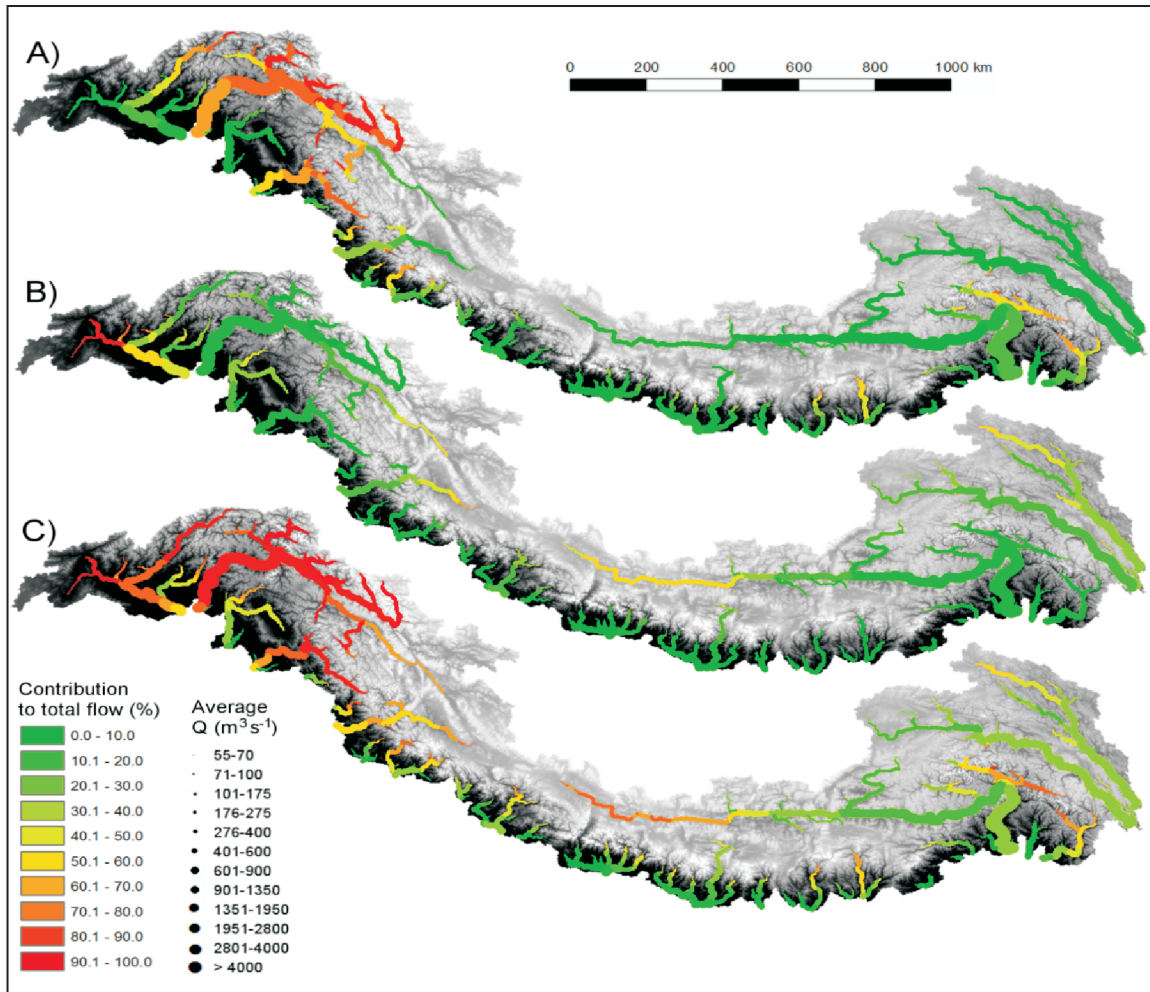 A)
0 200 400 600 800 1000 km
B)
C)
Contribution
to total flow (%)
0.0 - 10.0
10.1 - 20.0
20.1 - 30.0
30.1 - 40.0
40.1 - 50.0
50.1 - 60.0
60.1 - 70.0
70.1 - 80.0
80.1 - 90.0
90.1 - 100.0
Average
Q (m³s⁻¹)
55-70
71-100
101-175
176-275
276-400
401-600
601-900
901-1350
1351-1950
1951-2800
2801-4000
> 4000